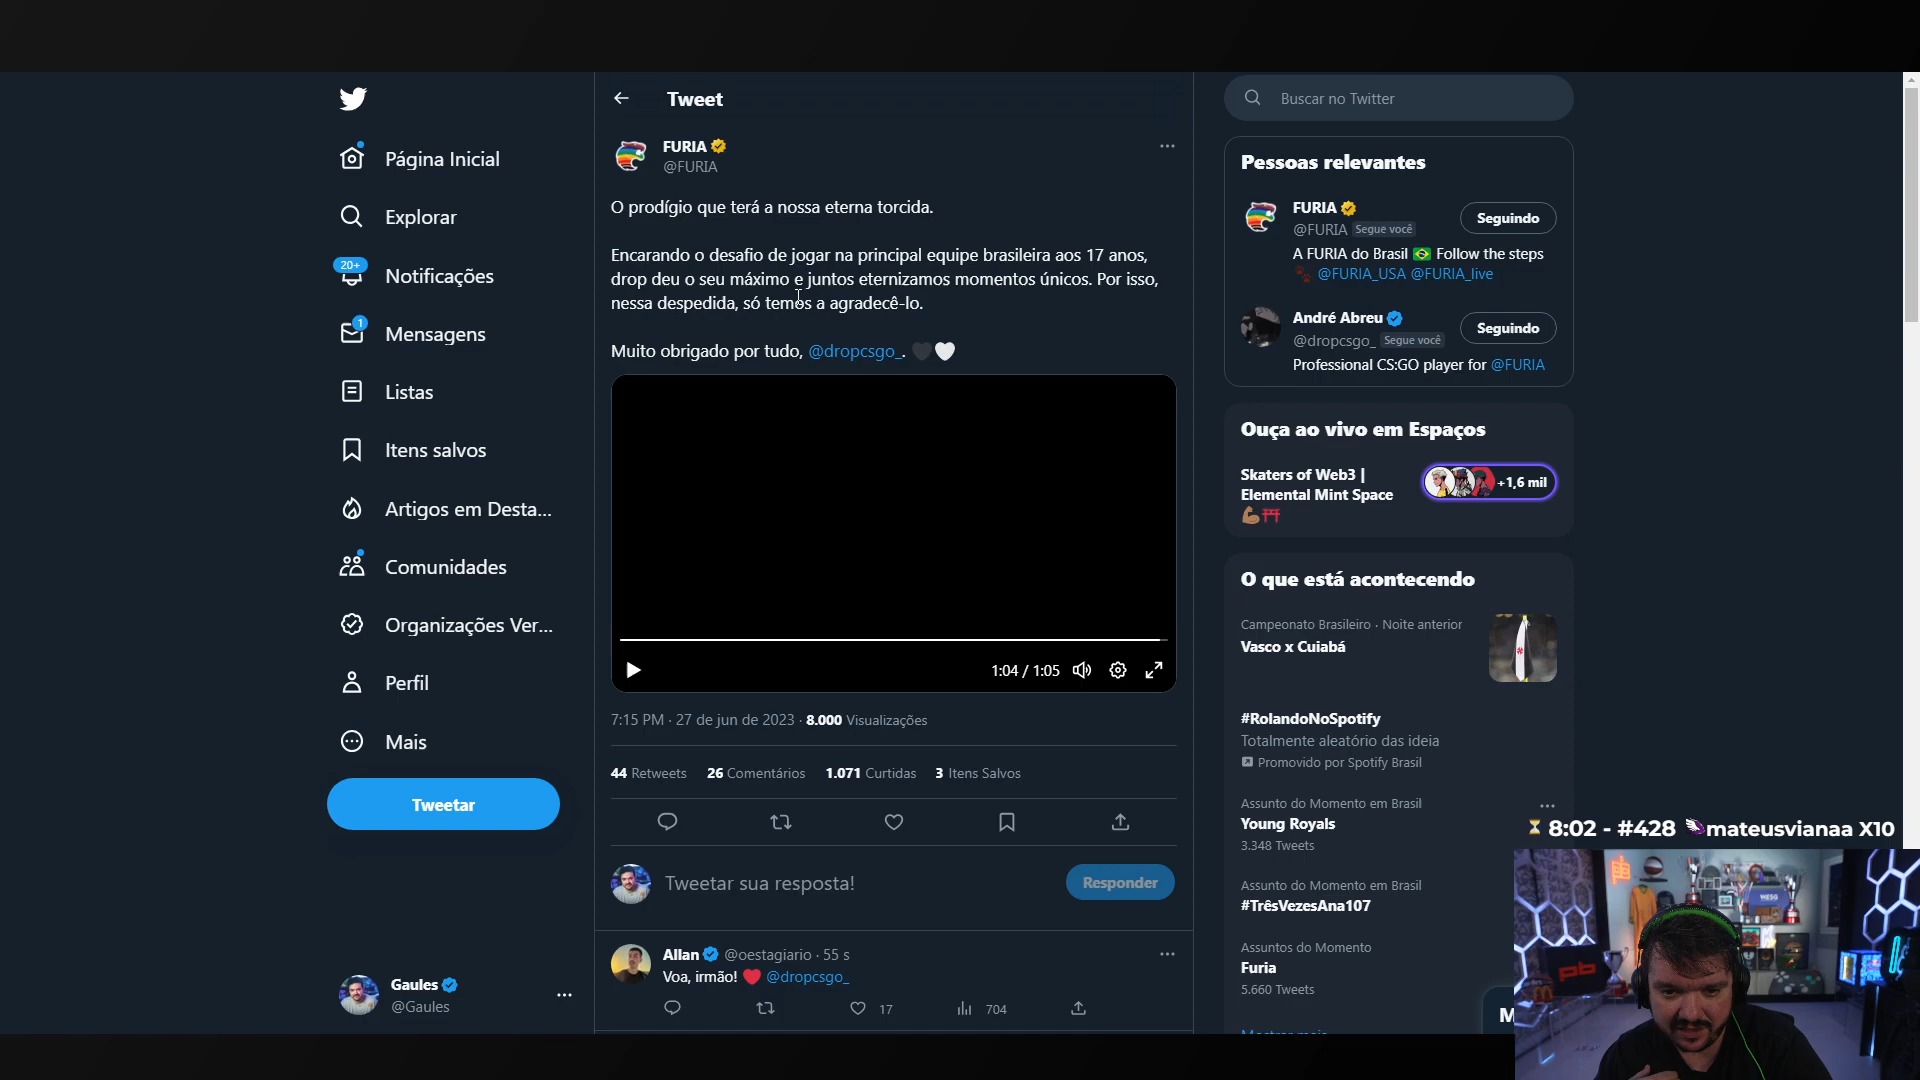 Tweet
Buscar no Twitter
Página Inicial
Explorar
20+
Notificações
1
Mensagens
Listas
Itens salvos
Artigos em Desta...
Comunidades
Organizações Ver...
Perfil
Mais
Tweetar
Gaules
@Gaules
FURIA
@FURIA
O prodígio que terá a nossa eterna torcida.
Encarando o desafio de jogar na principal equipe brasileira aos 17 anos,
drop deu o seu máximo e juntos eternizamos momentos únicos. Por isso,
nessa despedida, só temos a agradecê-lo.
Muito obrigado por tudo, @dropcsgo_. 🖤🤍
1:04 / 1:05
7:15 PM · 27 de jun de 2023 · 8.000 Visualizações
44 Retweets 26 Comentários 1.071 Curtidas 3 Itens Salvos
Tweetar sua resposta!
Responder
Allan @oestagiario · 55 s
Voa, irmão! ❤️ @dropcsgo_
17 704
Pessoas relevantes
FURIA
@FURIA Segue você
Seguindo
A FURIA do Brasil 🇧🇷 Follow the steps
🐾 @FURIA_USA @FURIA_live
André Abreu
@dropcsgo_ Segue você
Seguindo
Professional CS:GO player for @FURIA
Ouça ao vivo em Espaços
Skaters of Web3 |
Elemental Mint Space
💪🏽⛩️
+1,6 mil
O que está acontecendo
Campeonato Brasileiro · Noite anterior
Vasco x Cuiabá
#RolandoNoSpotify
Totalmente aleatório das ideia
Promovido por Spotify Brasil
Assunto do Momento em Brasil
Young Royals
3.348 Tweets
Assunto do Momento em Brasil
#TrêsVezesAna107
Assuntos do Momento
Furia
5.660 Tweets
Mostrar mais
M
⏳ 8:02 - #428 mateusvianaa X10